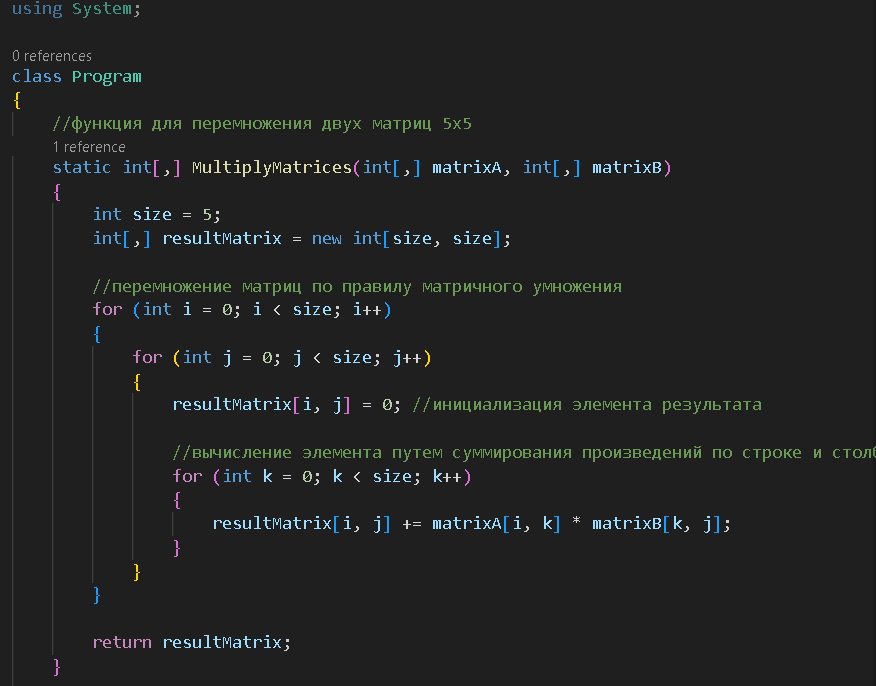 using System;
0 references
class Program
{
//функция для перемножения двух матриц 5x5
1 reference
static int[,] MultiplyMatrices(int[,] matrixA, int[,] matrixB)
{
int size = 5;
int[,] resultMatrix = new int[size, size];
//перемножение матриц по правилу матричного умножения
for (int i = 0; i < size; i++)
{
for (int j = 0; j < size; j++)
{
resultMatrix[i, j] = 0; //инициализация элемента результата
//вычисление элемента путем суммирования произведений по строке и
for (int k = 0; k < size; k++)
{
resultMatrix[i, j] += matrixA[i, k] * matrixB[k, j];
}
}
}
return resultMatrix;
}